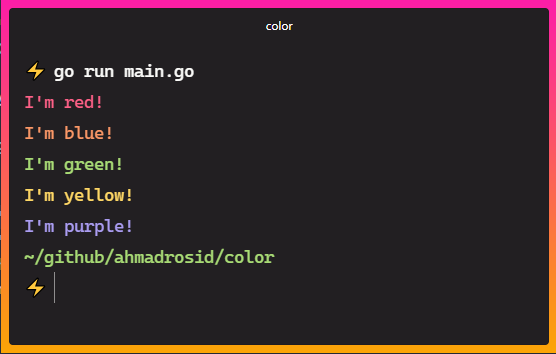 color
⚡ go run main.go
I'm red!
I'm blue!
I'm green!
I'm yellow!
I'm purple!
~/github/ahmadrosid/color
⚡